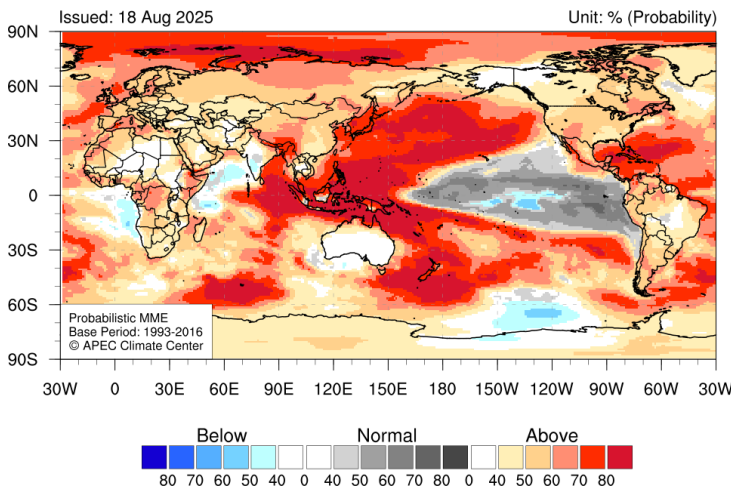 Issued: 18 Aug 2025 Unit: % (Probability)
90N
60N
30N
0
30S
60S
90S
Probabilistic MME
Base Period: 1993-2016
© APEC Climate Center
30W 0 30E 60E 90E 120E 150E 180 150W 120W 90W 60W 30W
Below Normal Above
80 70 60 50 40 0 40 50 60 70 80 0 40 50 60 70 80